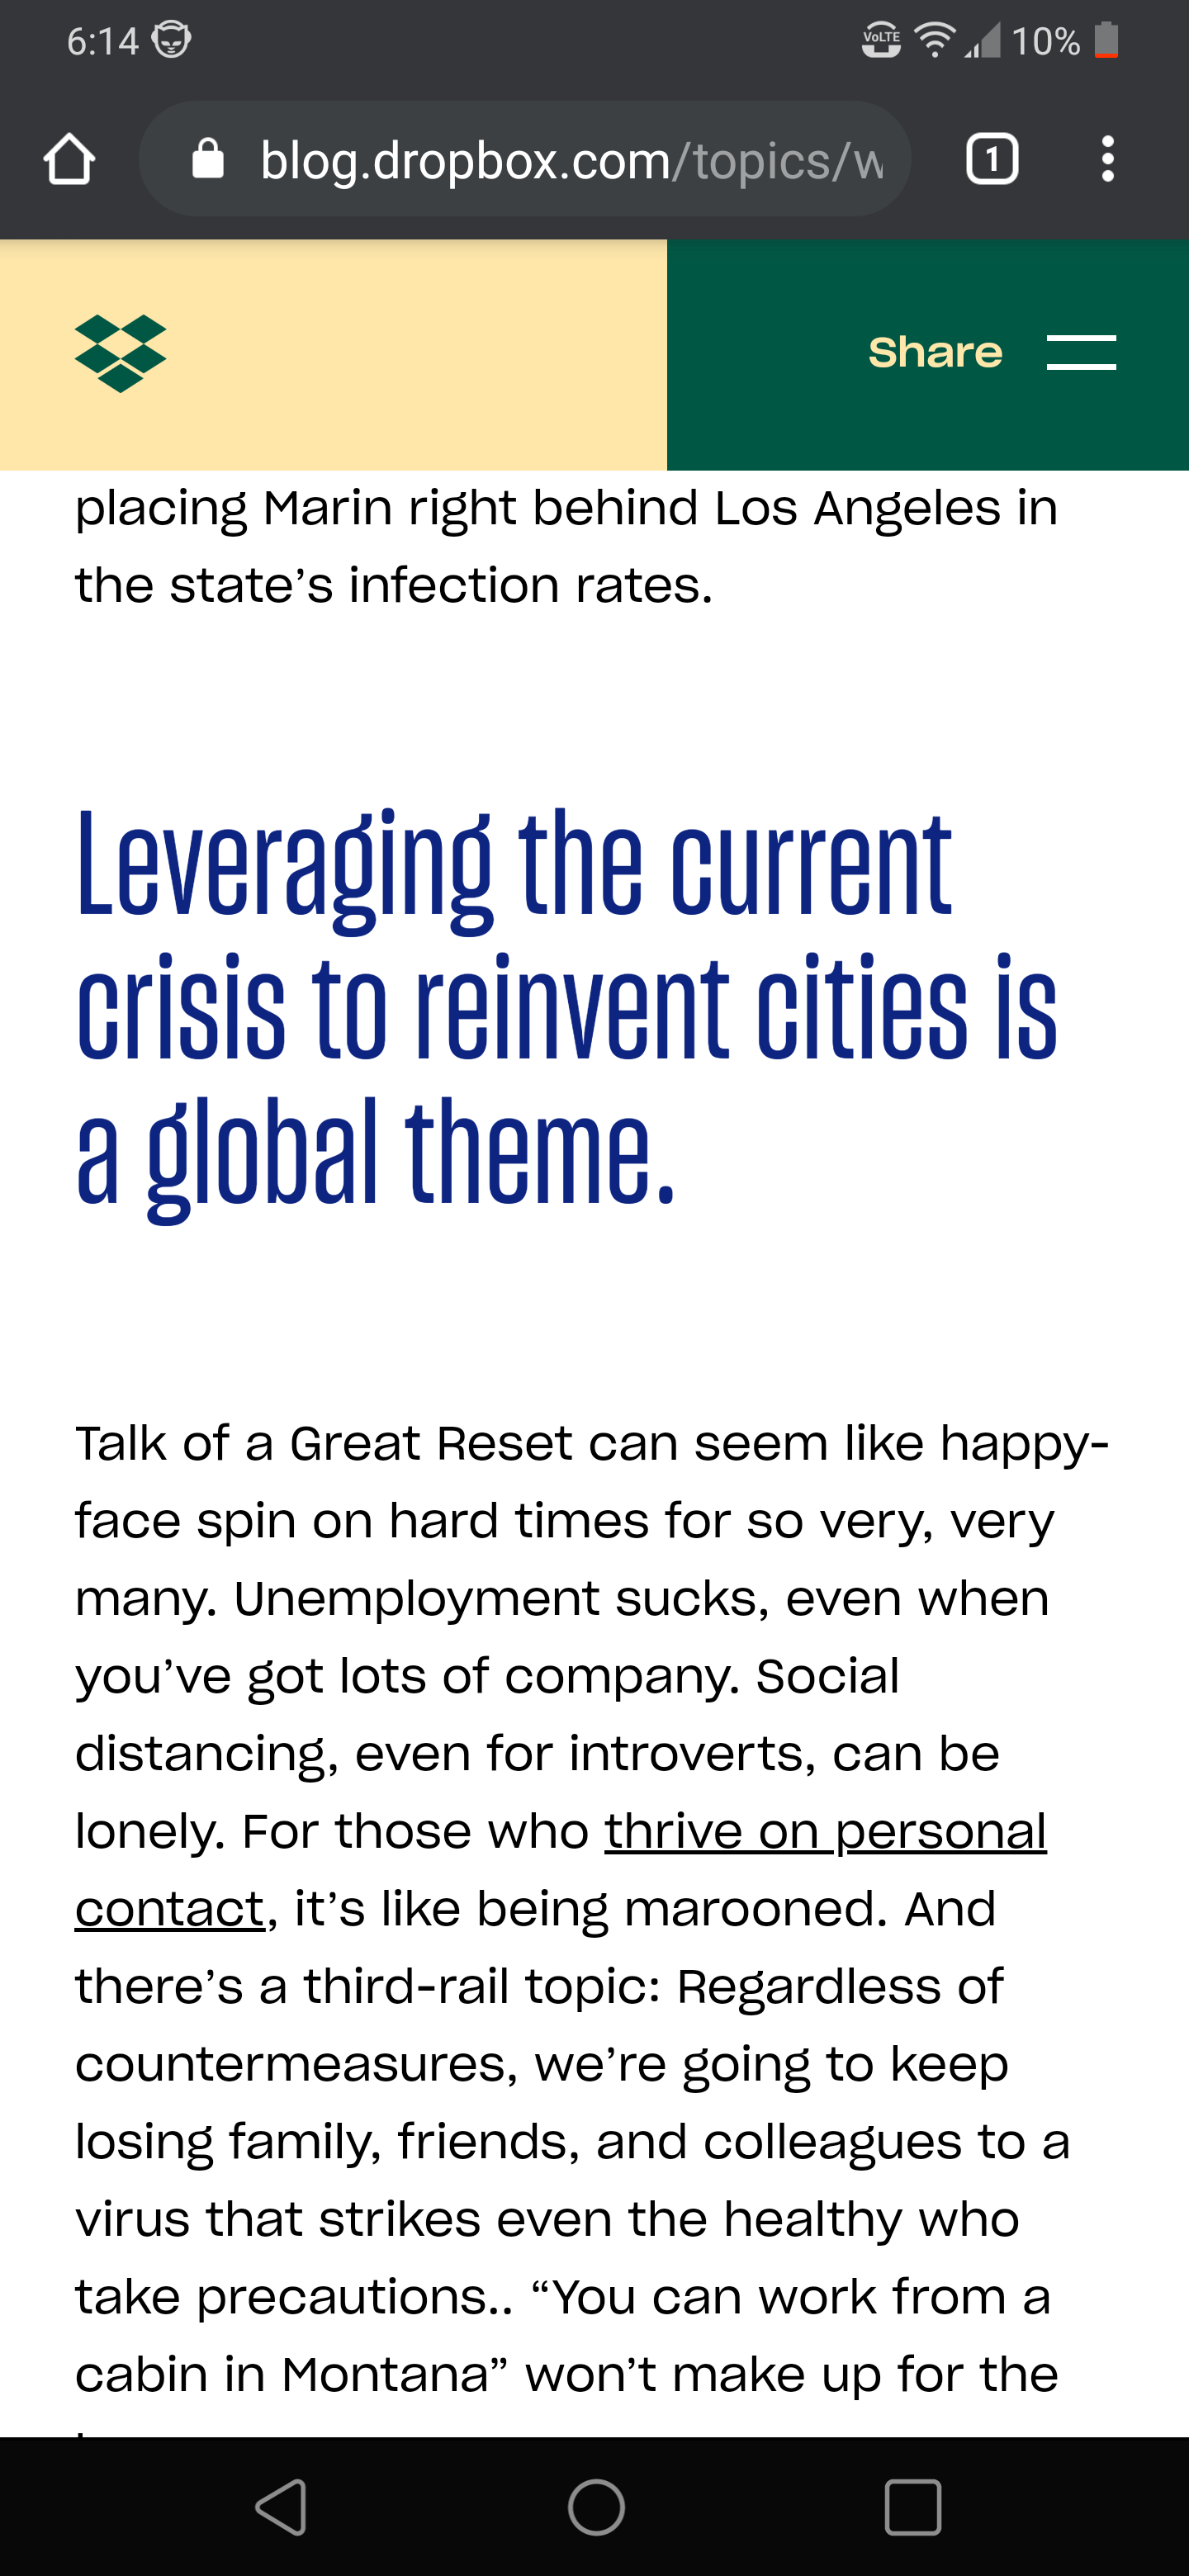 6:14 VoLTE 10%
blog.dropbox.com/topics/w 1
Share
placing Marin right behind Los Angeles in
the state’s infection rates.
Leveraging the current
crisis to reinvent cities is
a global theme.
Talk of a Great Reset can seem like happy-
face spin on hard times for so very, very
many. Unemployment sucks, even when
you’ve got lots of company. Social
distancing, even for introverts, can be
lonely. For those who thrive on personal
contact, it’s like being marooned. And
there’s a third-rail topic: Regardless of
countermeasures, we’re going to keep
losing family, friends, and colleagues to a
virus that strikes even the healthy who
take precautions.. “You can work from a
cabin in Montana” won’t make up for the